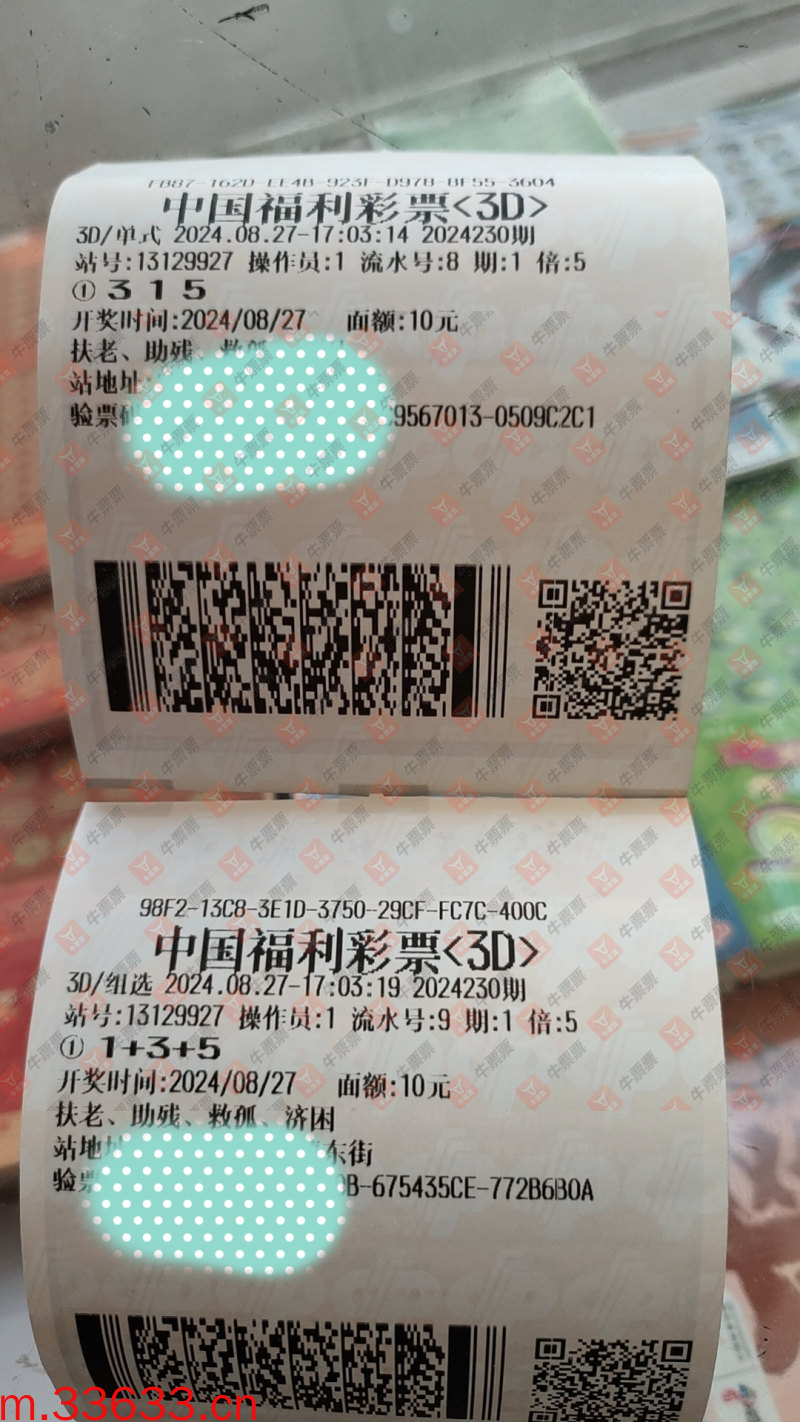 FB87-162D-EE4B-923F-D978-8F55-3604
中国福利彩票<3D>
3D/单式 2024.08.27-17:03:14 2024230期
站号:13129927 操作员:1 流水号:8 期:1 倍:5
① 3 1 5
开奖时间:2024/08/27 面额:10元
扶老、助残、救孤
站地址:
验票 9567013-0509C2C1
98F2-13C8-3E1D-3750-29CF-FC7C-400C
中国福利彩票<3D>
3D/组选 2024.08.27-17:03:19 2024230期
站号:13129927 操作员:1 流水号:9 期:1 倍:5
① 1+3+5
开奖时间:2024/08/27 面额:10元
扶老、助残、救孤、济困
站地 东街
验票 B-675435CE-772B6B0A
牛票票
m.33633.cn